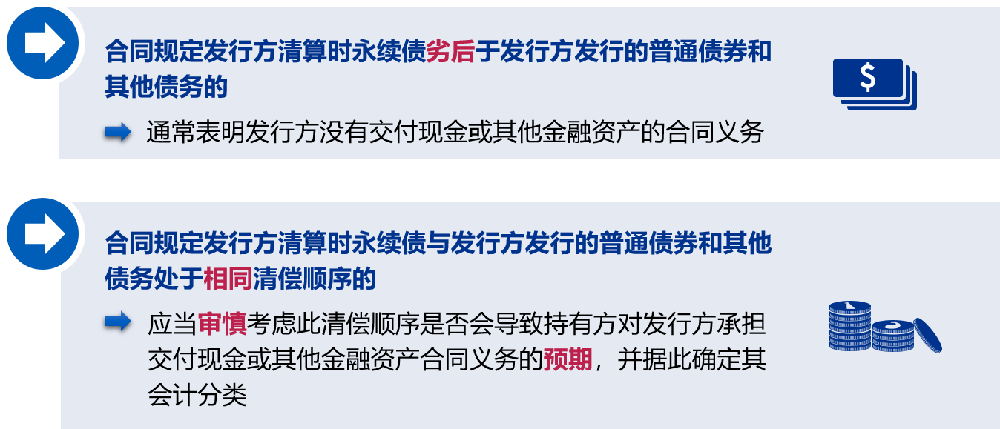 合同规定发行方清算时永续债劣后于发行方发行的普通债券和
其他债务的
通常表明发行方没有交付现金或其他金融资产的合同义务
$
合同规定发行方清算时永续债与发行方发行的普通债券和其他
债务处于相同清偿顺序的
应当审慎考虑此清偿顺序是否会导致持有方对发行方承担
交付现金或其他金融资产合同义务的预期，并据此确定其
会计分类